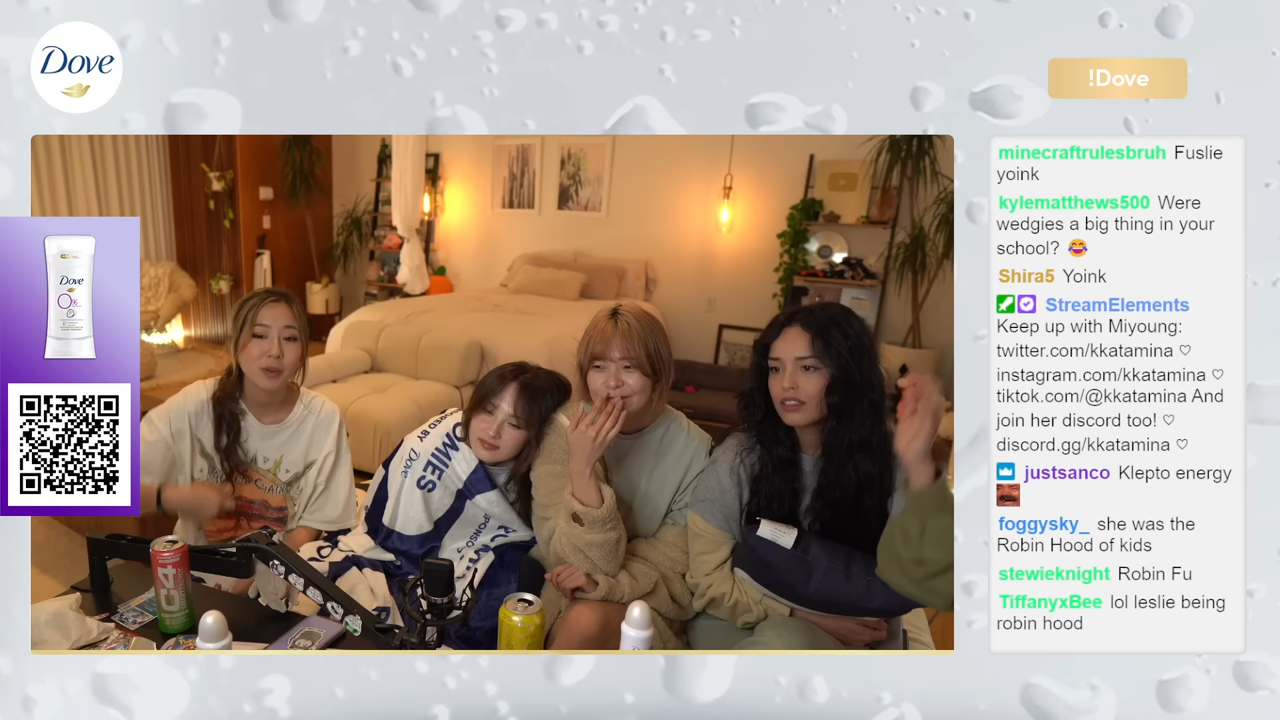 Dove
!Dove
minecraftrulesbruh Fuslie
yoink
kylematthews500 Were
wedgies a big thing in your
school? 😂
Shira5 Yoink
StreamElements
Keep up with Miyoung:
twitter.com/kkatamina ♡
instagram.com/kkatamina ♡
tiktok.com/@kkatamina And
join her discord too! ♡
discord.gg/kkatamina ♡
justsanco Klepto energy
foggysky_ she was the
Robin Hood of kids
stewieknight Robin Fu
TiffanyxBee lol leslie being
robin hood
Dove
0%
OMIES
Dove
C4